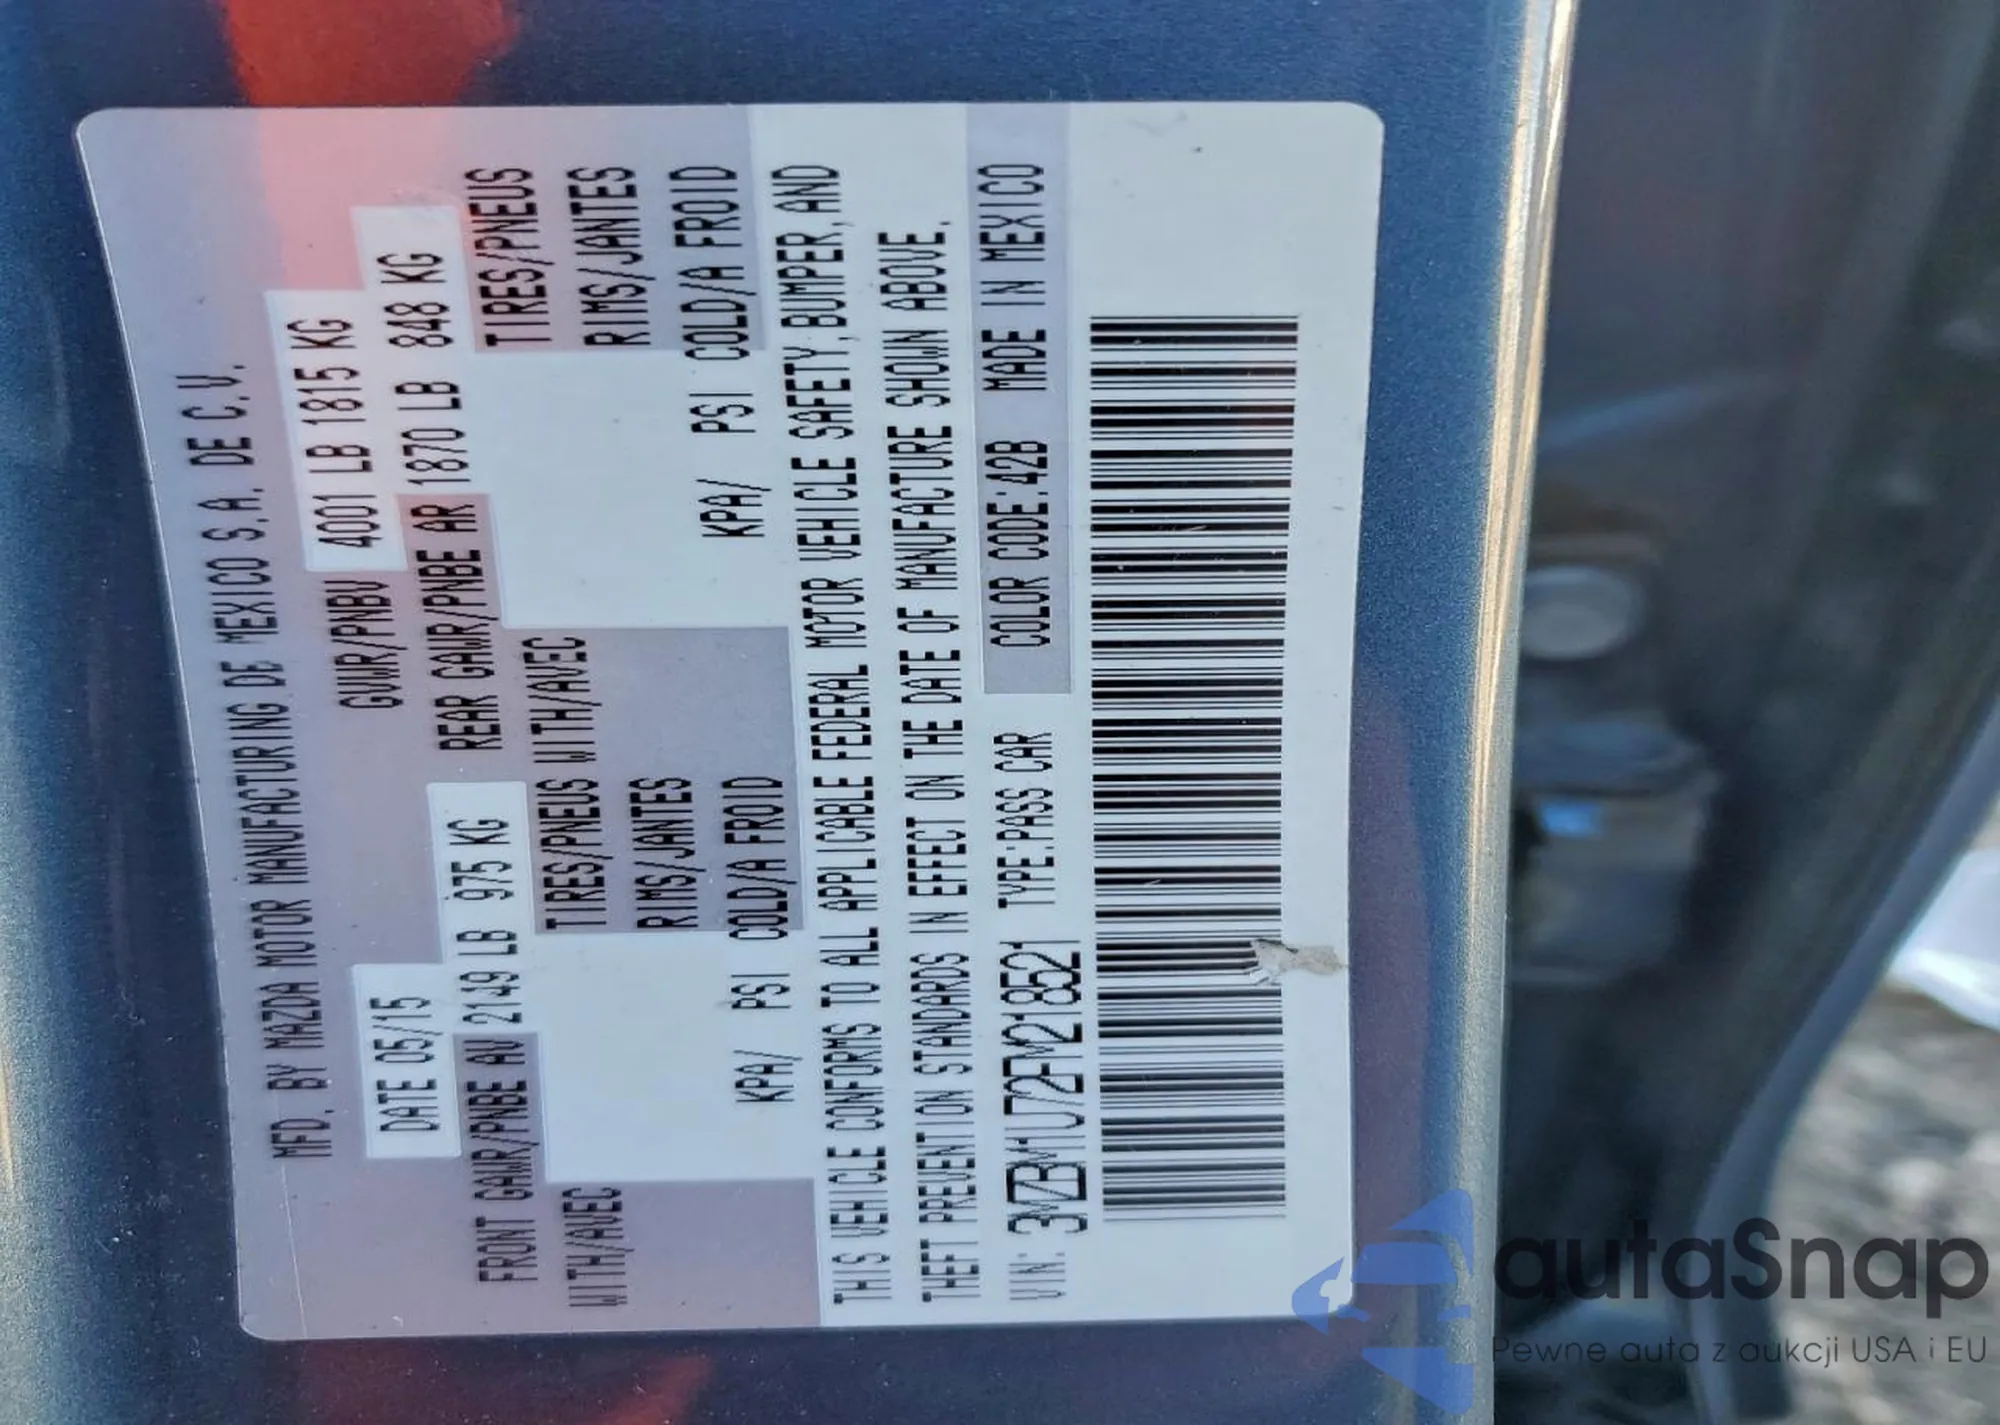 MFD. BY MAZDA MOTOR MANUFACTURING DE MEXICO S.A. DE C.V.
DATE 05/15
GVWR/PNBV
4001 LB 1815 KG
FRONT GAWR/PNBE AV
2149 LB 975 KG
REAR GAWR/PNBE AR
1870 LB 848 KG
WITH/AVEC
TIRES/PNEUS WITH/AVEC
TIRES/PNEUS
RIMS/JANTES
RIMS/JANTES
KPA/ PSI COLD/A FROID
KPA/ PSI COLD/A FROID
THIS VEHICLE CONFORMS TO ALL APPLICABLE FEDERAL MOTOR VEHICLE SAFETY, BUMPER, AND
THEFT PREVENTION STANDARDS IN EFFECT ON THE DATE OF MANUFACTURE SHOWN ABOVE.
VIN: 3MZBM1U72FM218521 TYPE:PASS CAR
COLOR CODE:42B MADE IN MEXICO
autaSnap
Pewne auta z aukcji USA i EU